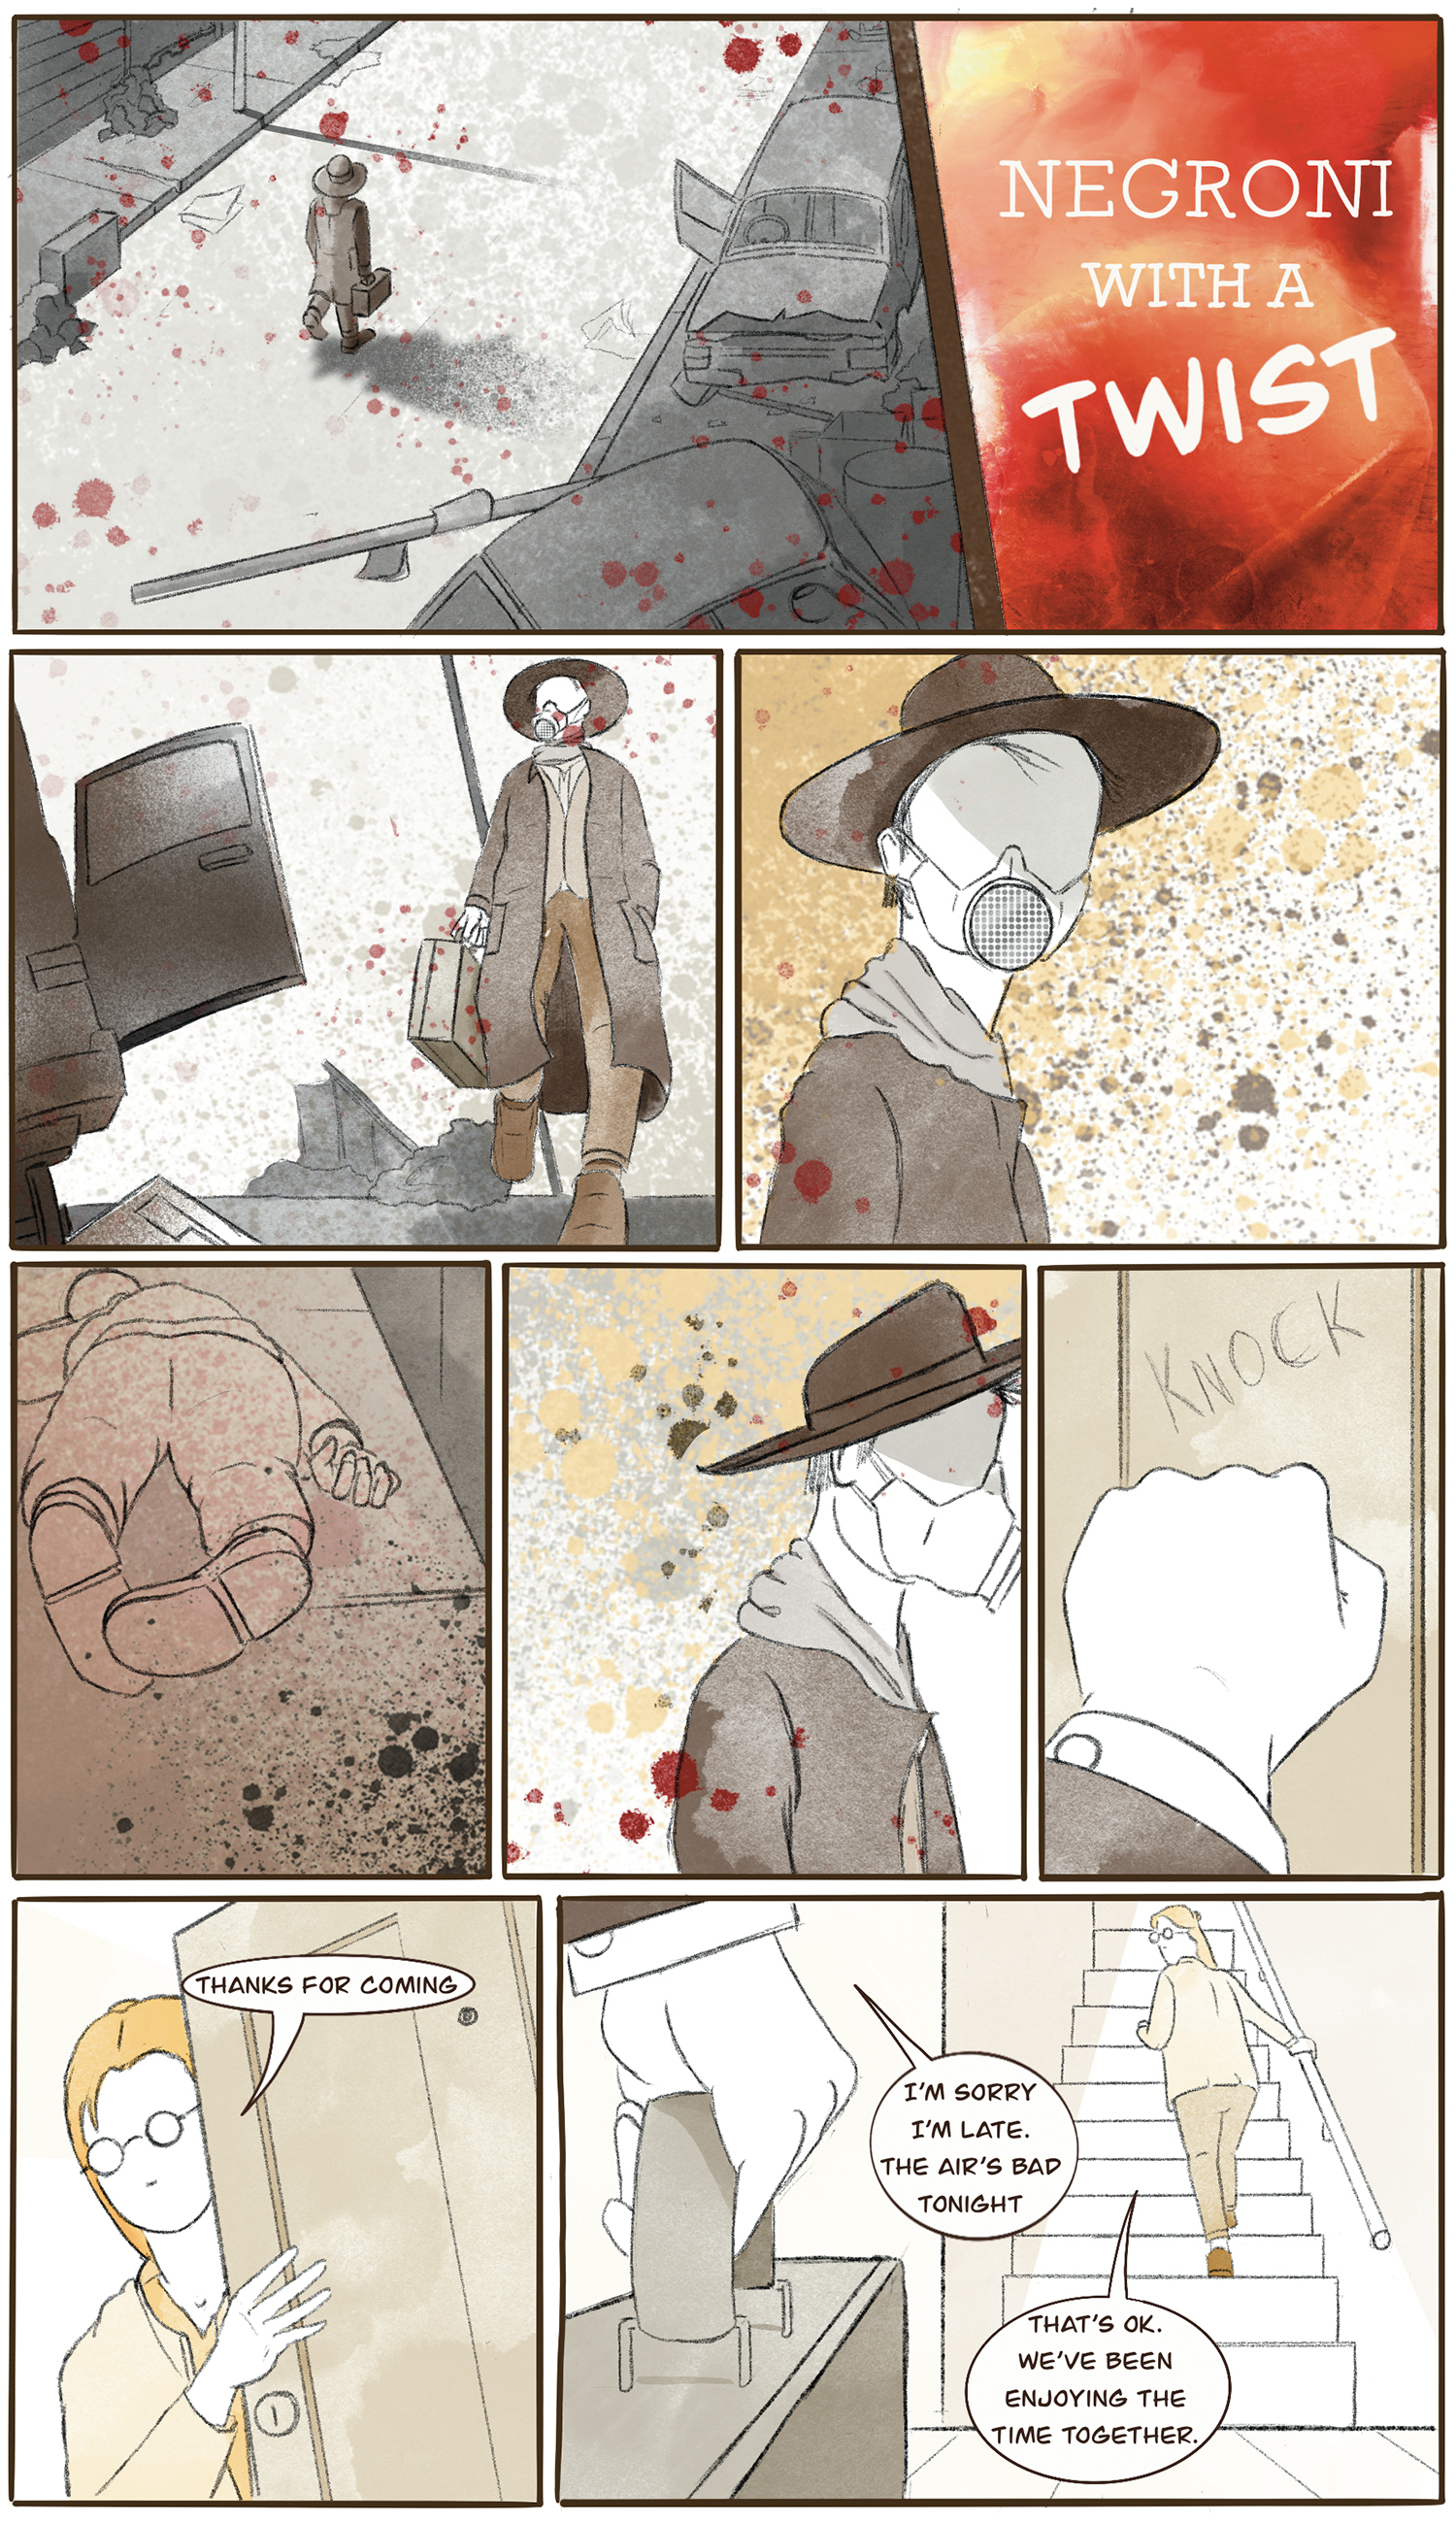 NEGRONI
WITH A
TWIST
KNOCK
THANKS FOR COMING
I'M SORRY
I'M LATE.
THE AIR'S BAD
TONIGHT
THAT'S OK.
WE'VE BEEN
ENJOYING THE
TIME TOGETHER.